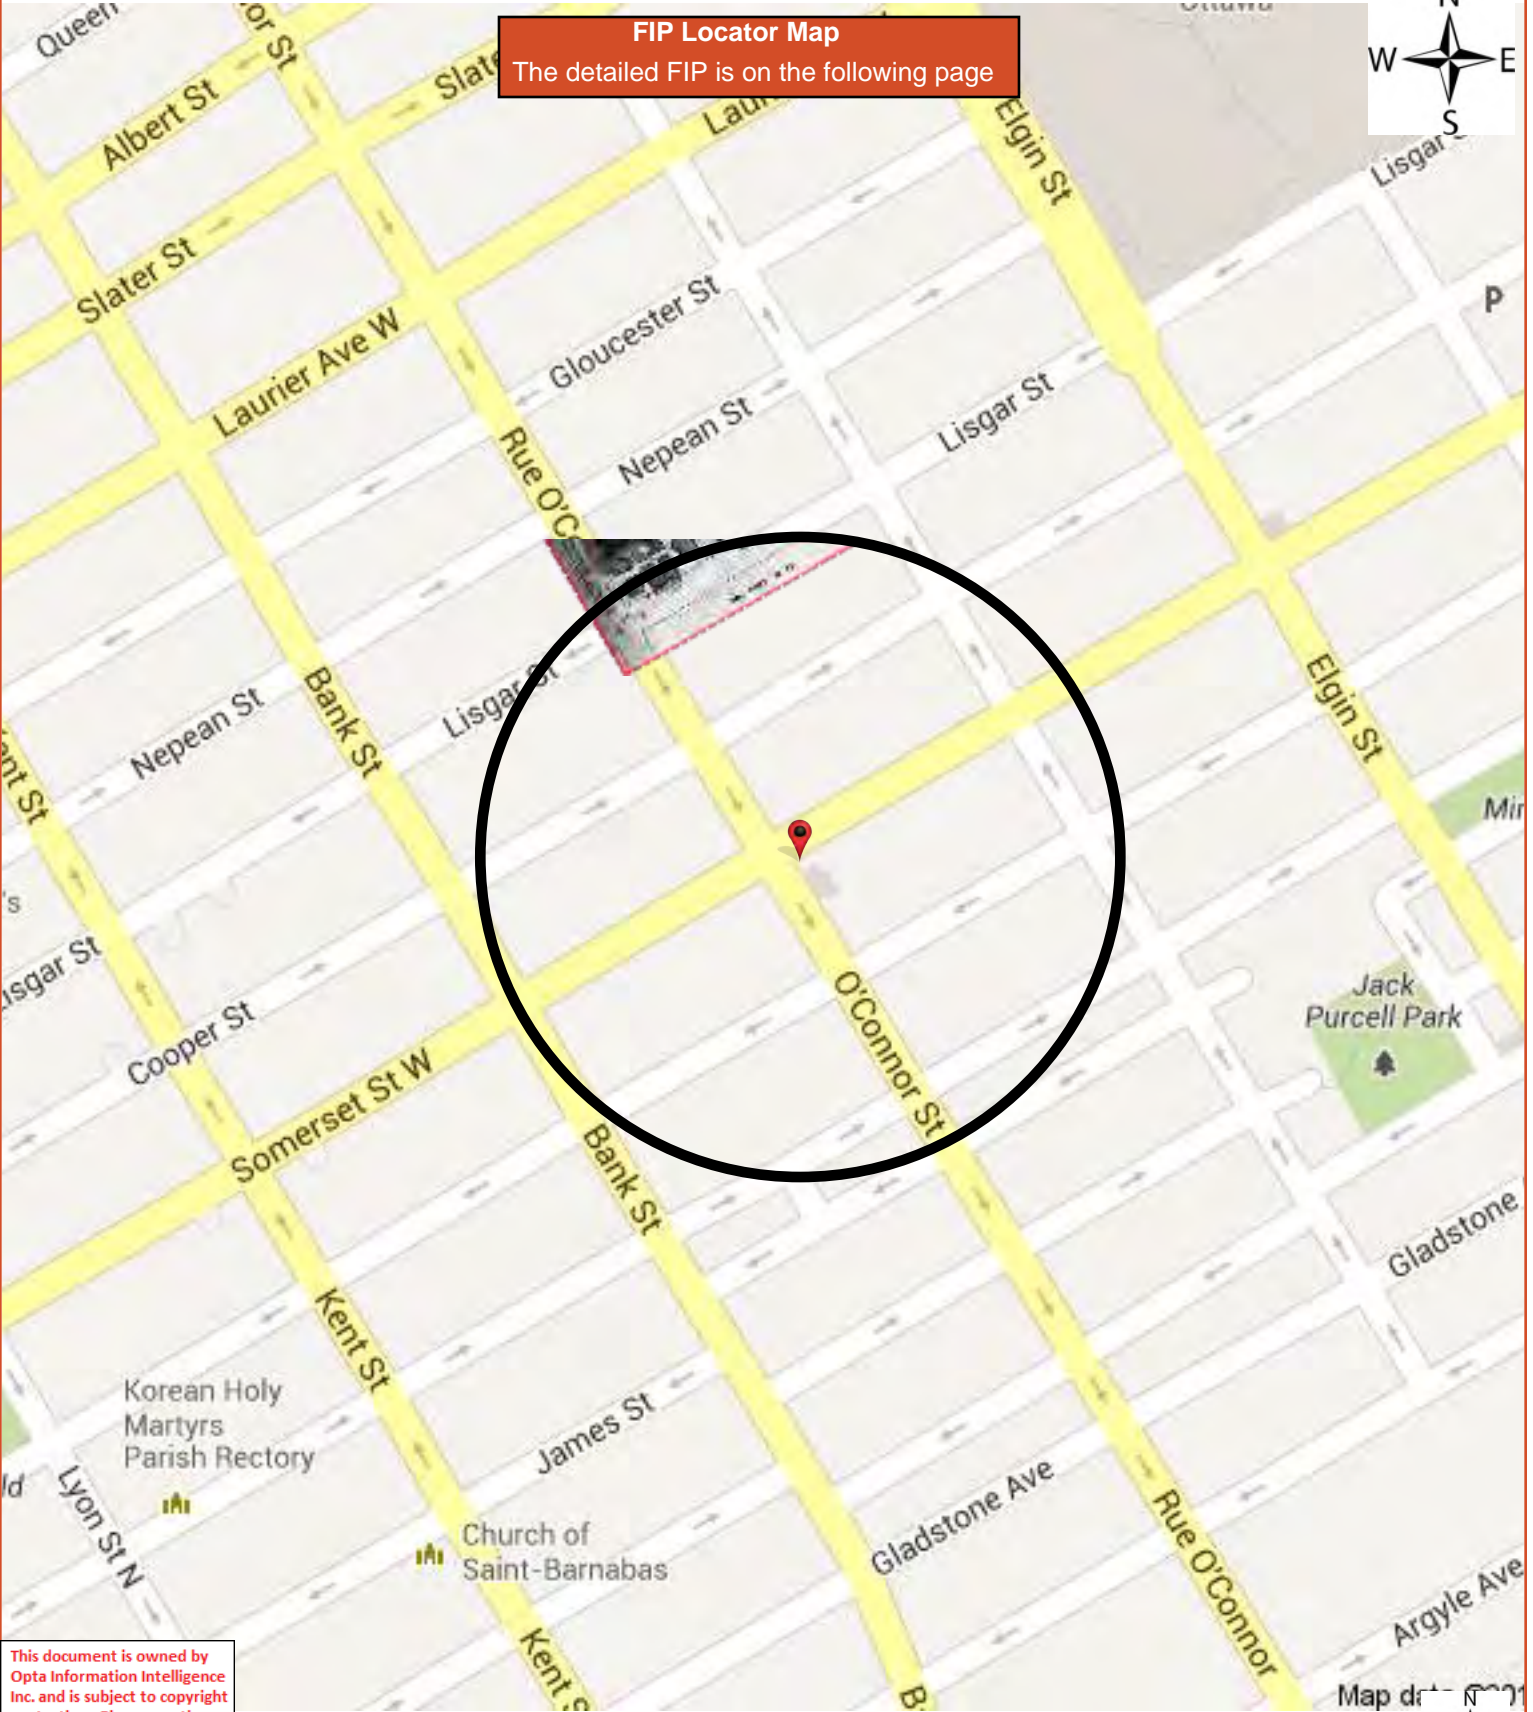 FIP Locator Map
The detailed FIP is on the following page
N
W
E
S
Queen
Albert St
Slater St
Laurier Ave W
Elgin St
Lisgar
P
Gloucester St
Nepean St
Lisgar St
Rue O'C
Bank St
Nepean St
Lisgar St
Elgin St
Cooper St
Somerset St W
O'Connor St
Jack
Purcell Park
Bank St
Kent St
Gladstone
Korean Holy
Martyrs
Parish Rectory
James St
Lyon St N
Church of
Saint-Barnabas
Gladstone Ave
Rue O'Connor
Argyle Ave
Kent S
This document is owned by
Opta Information Intelligence
Inc. and is subject to copyright
Map da
N